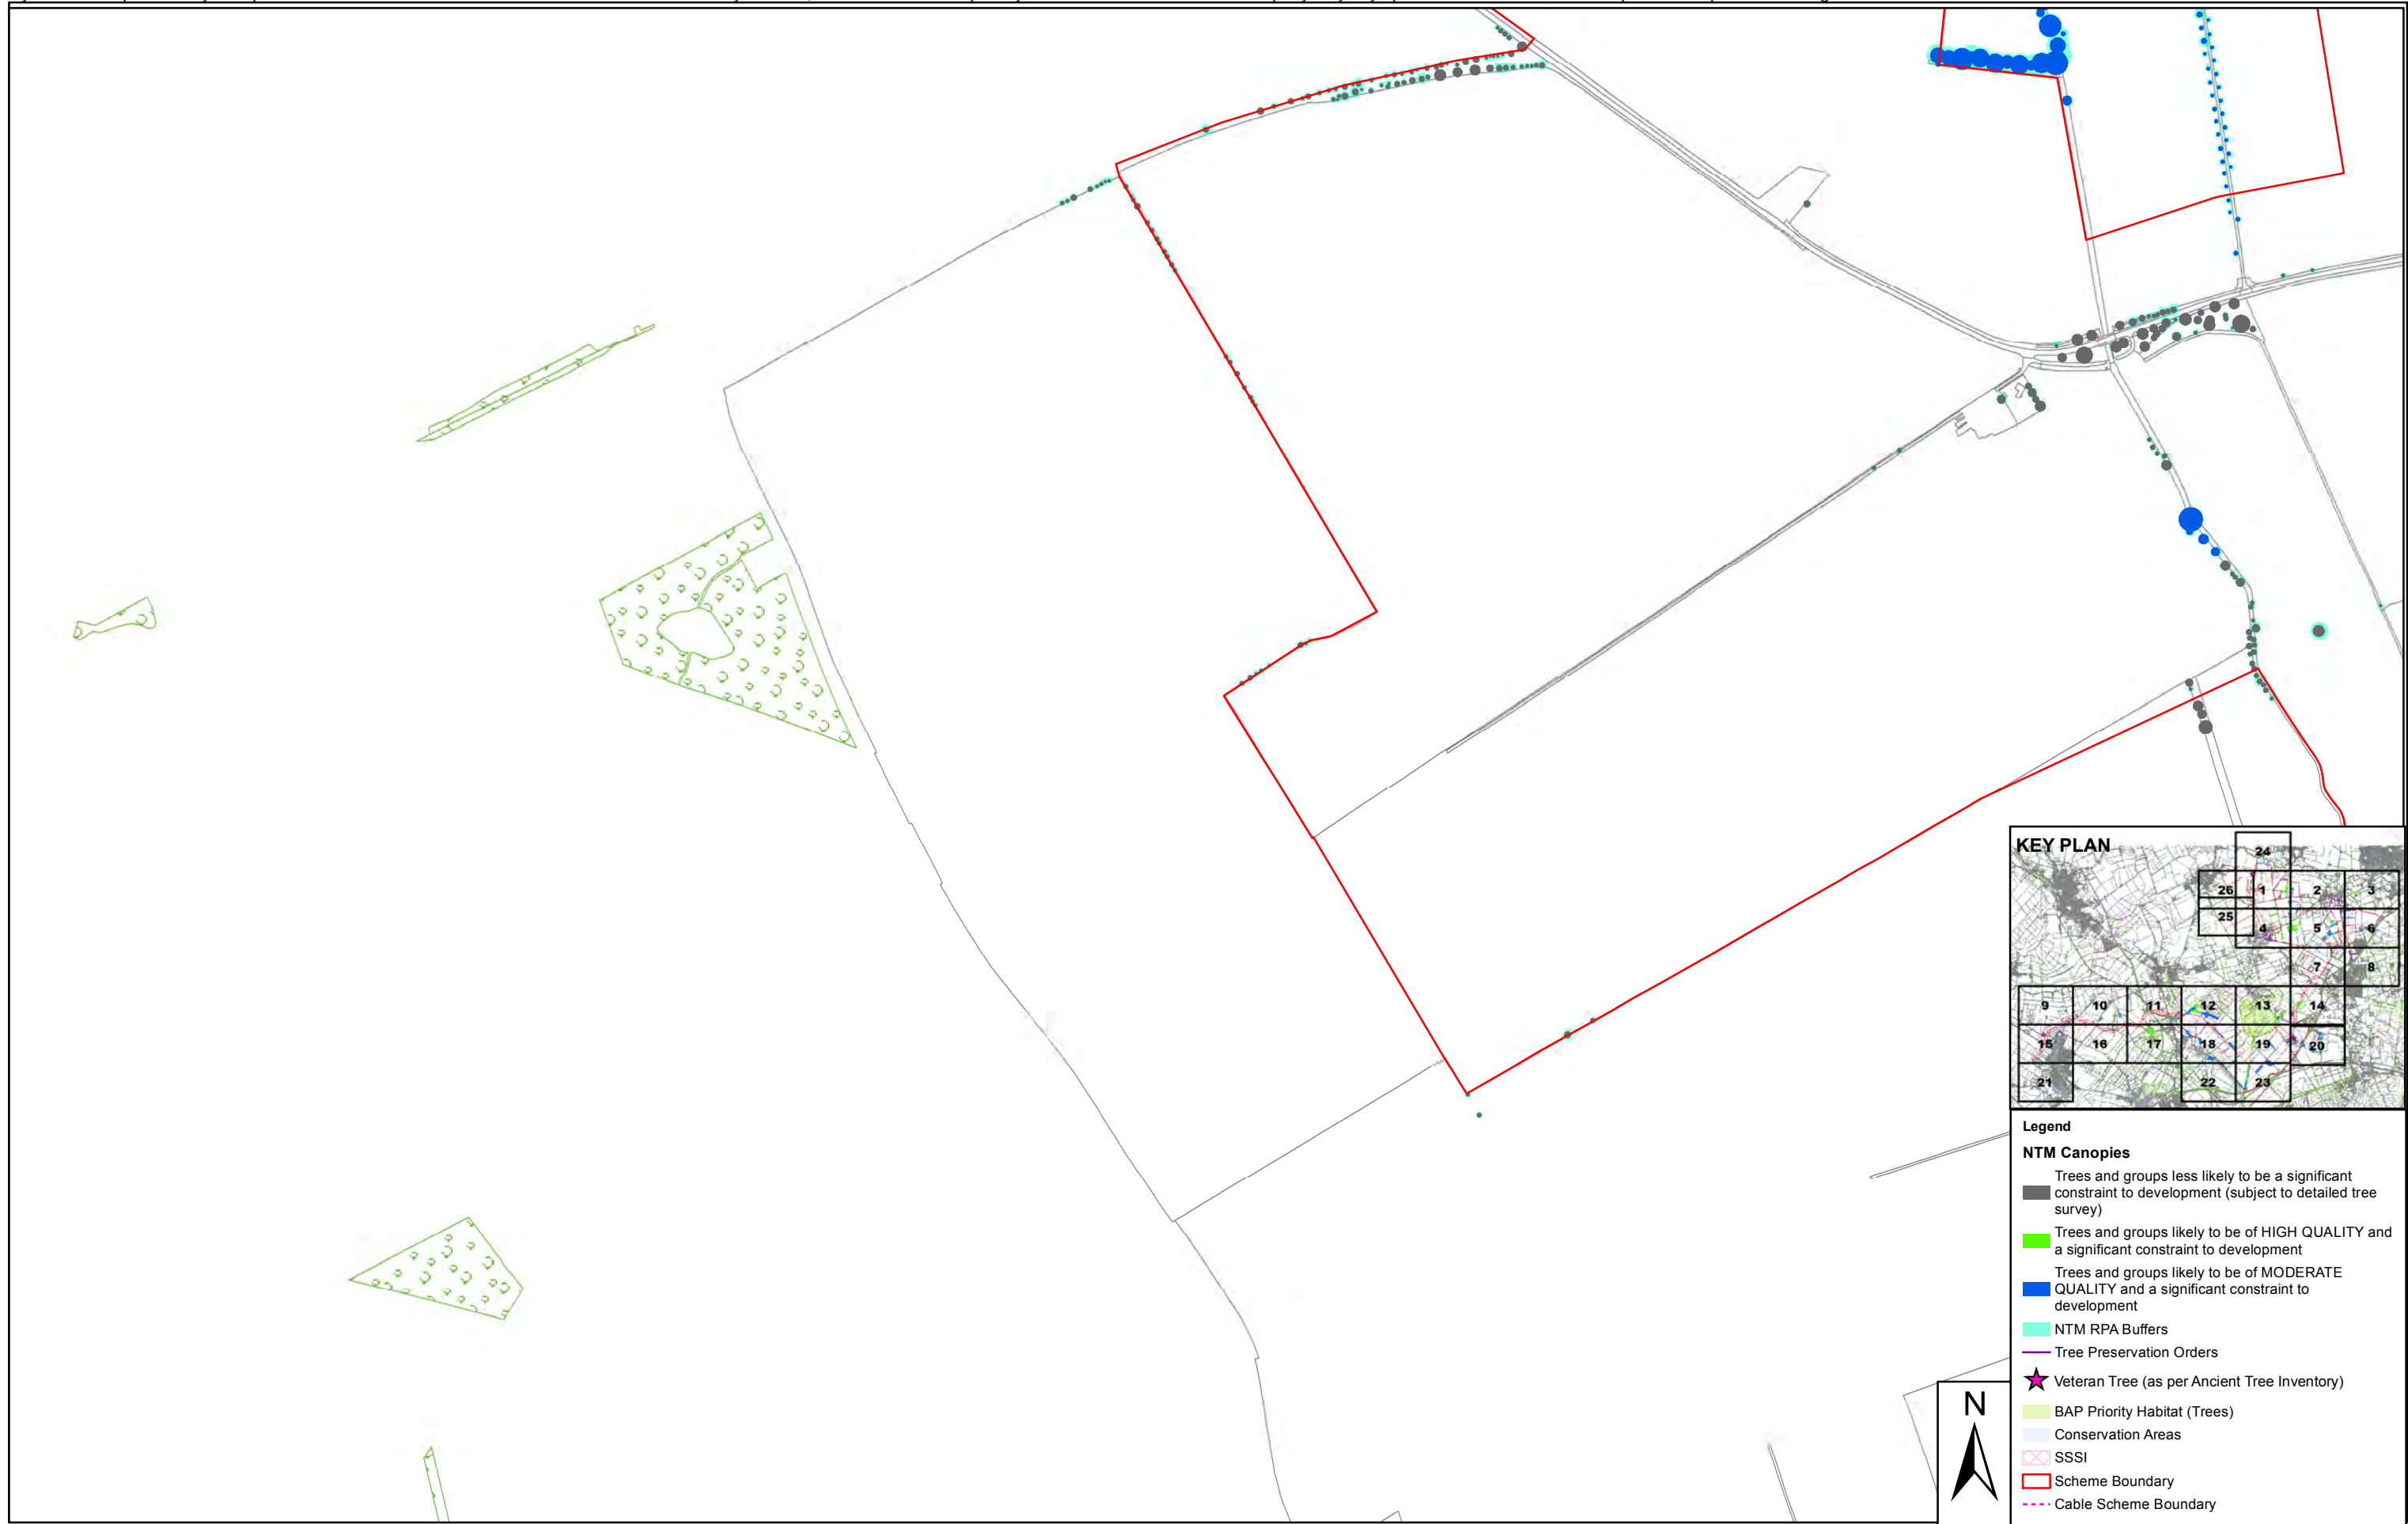 KEY PLAN
24
26 1 2 3
25 4 5 6
7 8
9 10 11 12 13 14
15 16 17 18 19 20
21 22 23
Legend
NTM Canopies
Trees and groups less likely to be a significant
constraint to development (subject to detailed tree
survey)
Trees and groups likely to be of HIGH QUALITY and
a significant constraint to development
Trees and groups likely to be of MODERATE
QUALITY and a significant constraint to
development
NTM RPA Buffers
Tree Preservation Orders
Veteran Tree (as per Ancient Tree Inventory)
BAP Priority Habitat (Trees)
Conservation Areas
SSSI
Scheme Boundary
Cable Scheme Boundary
N